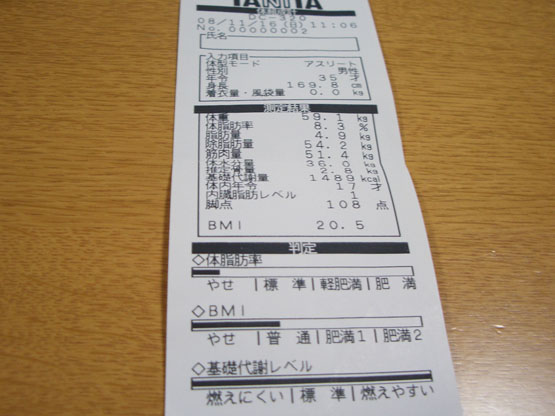 TANITA
体組成計
DC-320
08/11/16(日) 11:06
No.00000002
氏名
入力項目
体型モード アスリート
性別 男性
年令 35 才
身長 169.8 cm
着衣量・風袋量 0.0 kg
測定結果
体重 59.1 kg
体脂肪率 8.3 %
脂肪量 4.9 kg
除脂肪量 54.2 kg
筋肉量 51.4 kg
体水分量 36.0 kg
推定骨量 2.8 kg
基礎代謝量 1489 kcal
体内年令 17 才
内臓脂肪レベル 1
脚点 108 点
BMI 20.5
判定
◇体脂肪率
やせ |標 準|軽肥満|肥 満
◇BMI
やせ |普 通|肥満1|肥満2
◇基礎代謝レベル
燃えにくい|標 準|燃えやすい